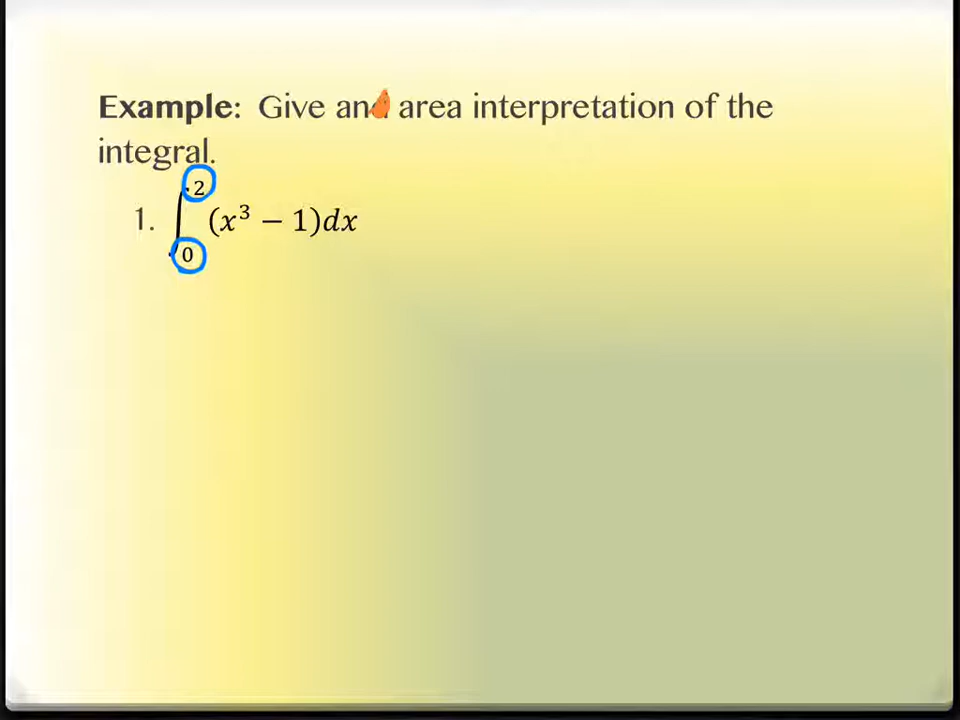 Example: Give an area interpretation of the
integral.
1. ∫₀² (x³ − 1)dx